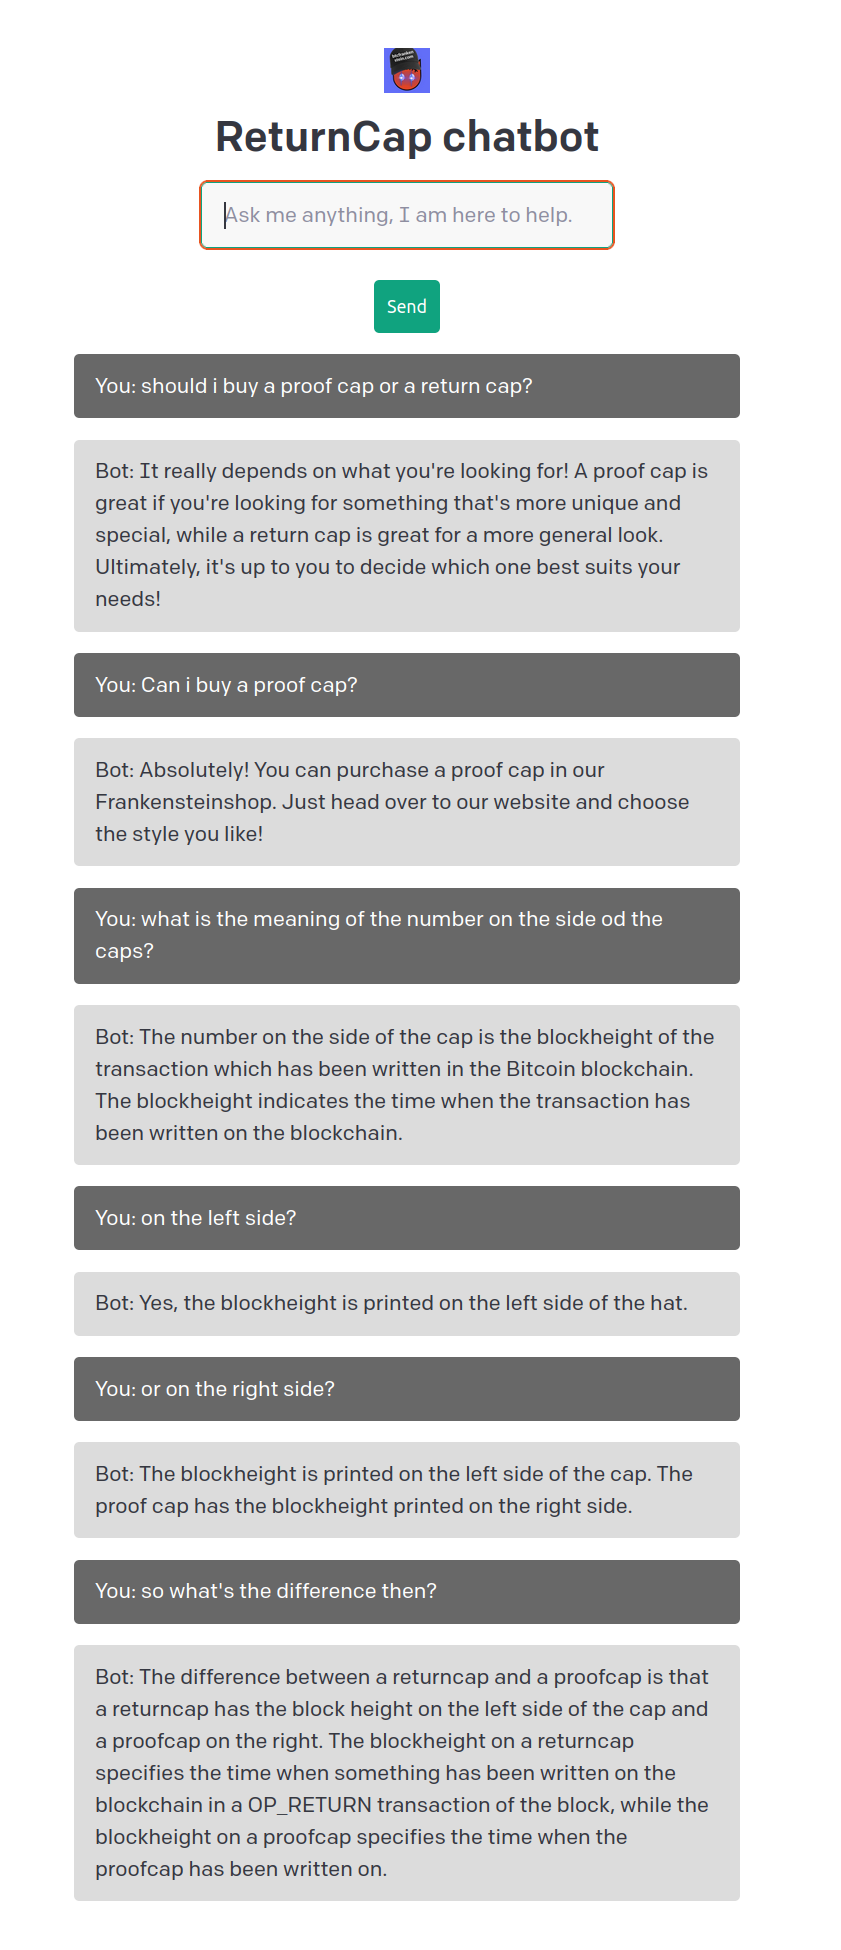 bitcfranken
stein.com
ReturnCap chatbot
Ask me anything, I am here to help.
Send
You: should i buy a proof cap or a return cap?
Bot: It really depends on what you're looking for! A proof cap is
great if you're looking for something that's more unique and
special, while a return cap is great for a more general look.
Ultimately, it's up to you to decide which one best suits your
needs!
You: Can i buy a proof cap?
Bot: Absolutely! You can purchase a proof cap in our
Frankensteinshop. Just head over to our website and choose
the style you like!
You: what is the meaning of the number on the side od the
caps?
Bot: The number on the side of the cap is the blockheight of the
transaction which has been written in the Bitcoin blockchain.
The blockheight indicates the time when the transaction has
been written on the blockchain.
You: on the left side?
Bot: Yes, the blockheight is printed on the left side of the hat.
You: or on the right side?
Bot: The blockheight is printed on the left side of the cap. The
proof cap has the blockheight printed on the right side.
You: so what's the difference then?
Bot: The difference between a returncap and a proofcap is that
a returncap has the block height on the left side of the cap and
a proofcap on the right. The blockheight on a returncap
specifies the time when something has been written on the
blockchain in a OP_RETURN transaction of the block, while the
blockheight on a proofcap specifies the time when the
proofcap has been written on.